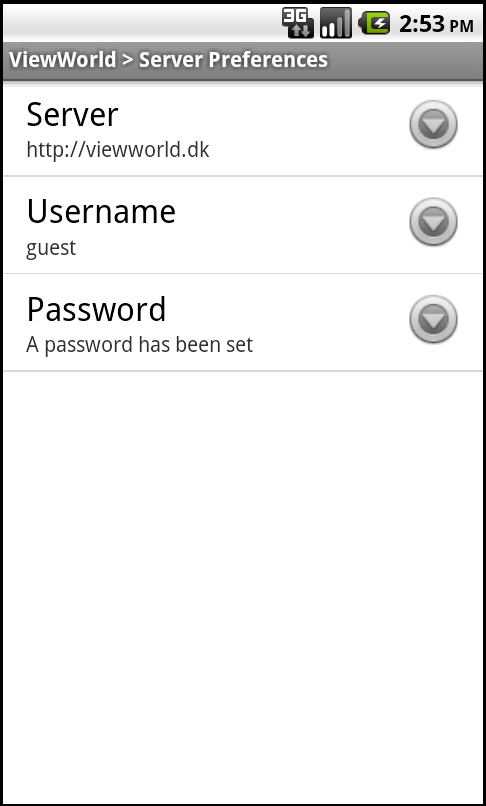 3G 2:53 PM
ViewWorld > Server Preferences
Server
http://viewworld.dk
Username
guest
Password
A password has been set